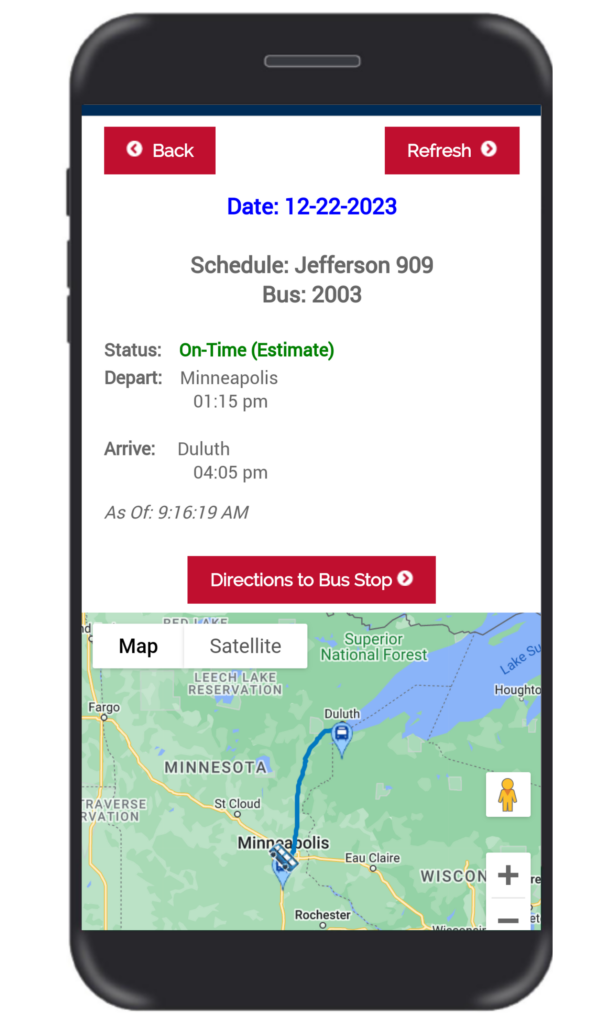 Back
Refresh
Date: 12-22-2023
Schedule: Jefferson 909
Bus: 2003
Status: On-Time (Estimate)
Depart: Minneapolis
01:15 pm
Arrive: Duluth
04:05 pm
As Of: 9:16:19 AM
Directions to Bus Stop
RED LAKE
Map
Satellite
Superior
National Forest
Lake Su
LEECH LAKE
RESERVATION
Houghto
Fargo
Duluth
MINNESOTA
TRAVERSE
RVATION
St Cloud
Minneapolis
Eau Claire
WISCON
Rochester